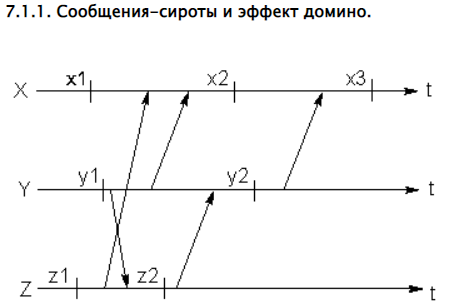 7.1.1. Сообщения-сироты и эффект домино.
X x1 x2 x3 t
Y y1 y2 t
Z z1 z2 t